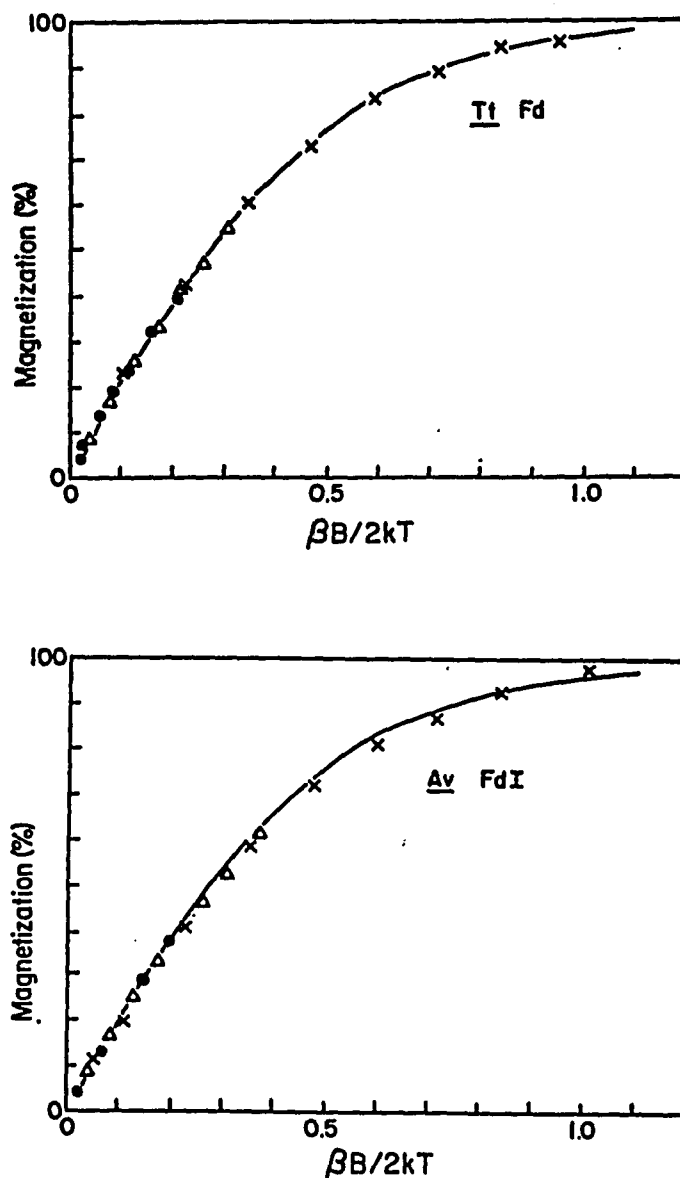 100
Tt Fd
Magnetization (%)
0
0 0.5 1.0
βB/2kT
100
Av FdI
Magnetization (%)
0
0 0.5 1.0
βB/2kT